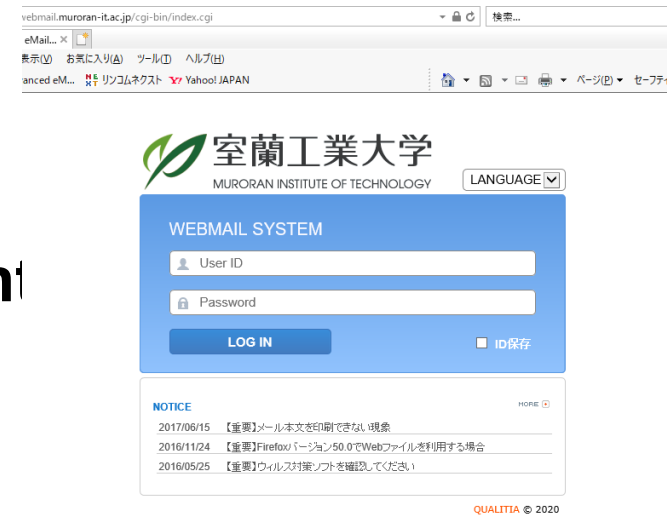 webmail.muroran-it.ac.jp/cgi-bin/index.cgi 検索...
eMail... ×
表示(V) お気に入り(A) ツール(T) ヘルプ(H)
anced eM... リンコムネクスト Yahoo! JAPAN ページ(P) セーフティ
室蘭工業大学
MURORAN INSTITUTE OF TECHNOLOGY
LANGUAGE
WEBMAIL SYSTEM
User ID
Password
LOG IN
ID保存
NOTICE
MORE
2017/06/15 【重要】メール本文を印刷できない現象
2016/11/24 【重要】Firefoxバージョン50.0でWebファイルを利用する場合
2016/05/25 【重要】ウィルス対策ソフトを確認してください
QUALITIA © 2020